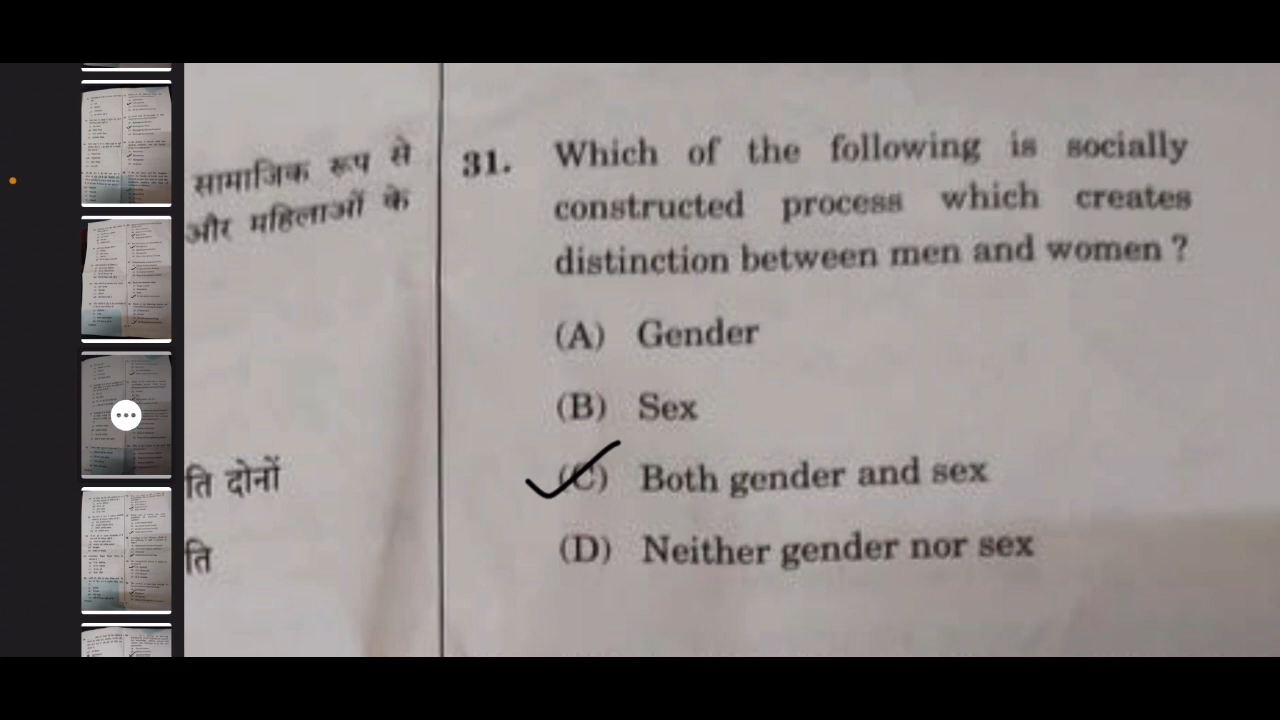 सामाजिक रूप से
और महिलाओं के
ति दोनों
ति
31. Which of the following is socially
constructed process which creates
distinction between men and women ?
(A) Gender
(B) Sex
(C) Both gender and sex
(D) Neither gender nor sex